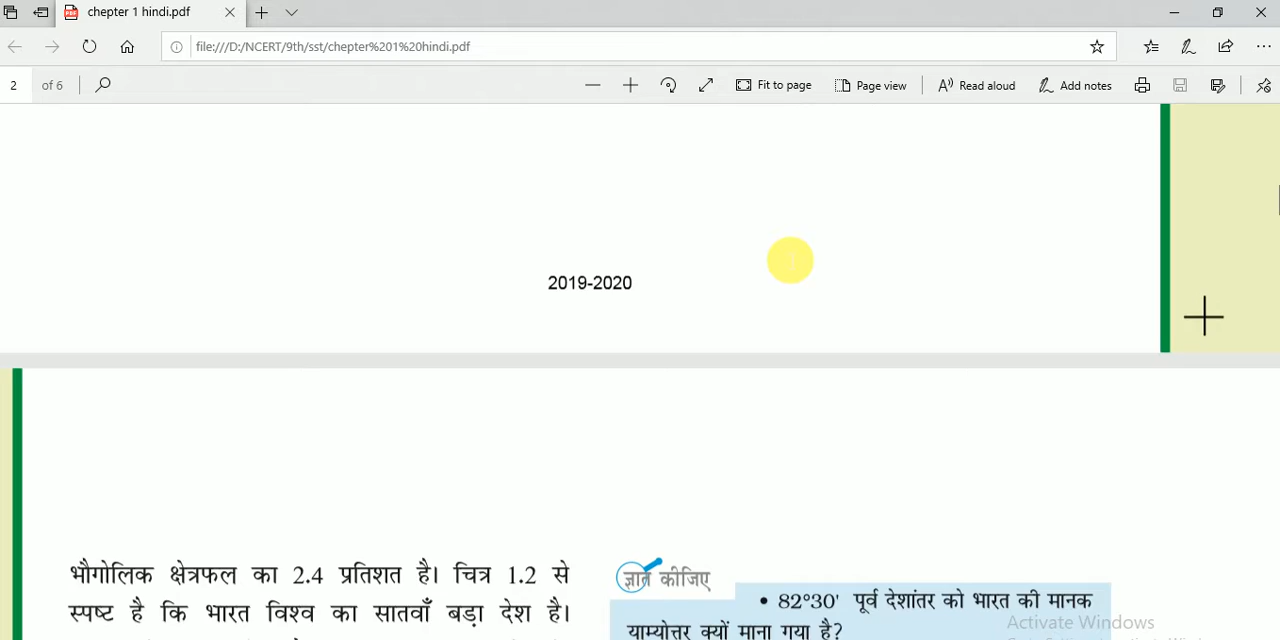 chepter 1 hindi.pdf
file:///D:/NCERT/9th/sst/chepter%201%20hindi.pdf
2 of 6 Fit to page Page view Read aloud Add notes
2019-2020
भौगोलिक क्षेत्रफल का 2.4 प्रतिशत है। चित्र 1.2 से
स्पष्ट है कि भारत विश्व का सातवाँ बड़ा देश है।
ज्ञात कीजिए
• 82°30' पूर्व देशांतर को भारत की मानक
याम्योत्तर क्यों माना गया है?
Activate Windows